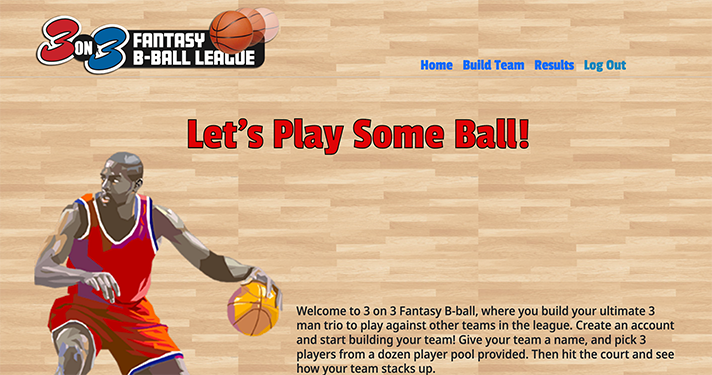 3 ON 3 FANTASY
B-BALL LEAGUE
Home Build Team Results Log Out
Let's Play Some Ball!
Welcome to 3 on 3 Fantasy B-ball, where you build your ultimate 3
man trio to play against other teams in the league. Create an account
and start building your team! Give your team a name, and pick 3
players from a dozen player pool provided. Then hit the court and see
how your team stacks up.